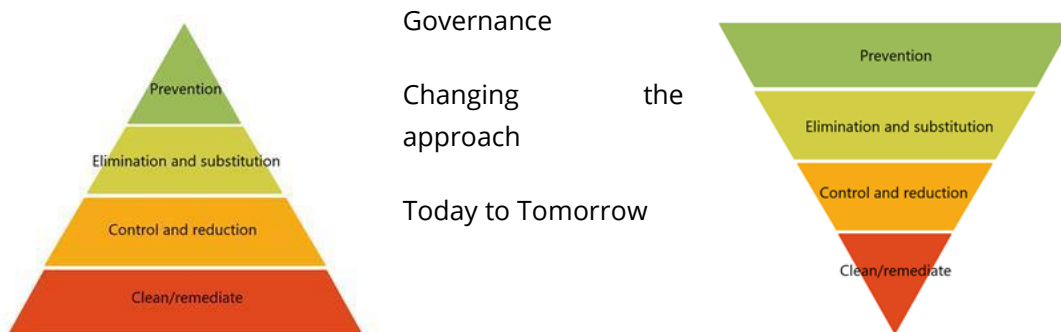 Prevention
Elimination and substitution
Control and reduction
Clean/remediate
Governance
Changing the
approach
Today to Tomorrow
Prevention
Elimination and substitution
Control and reduction
Clean/remediate